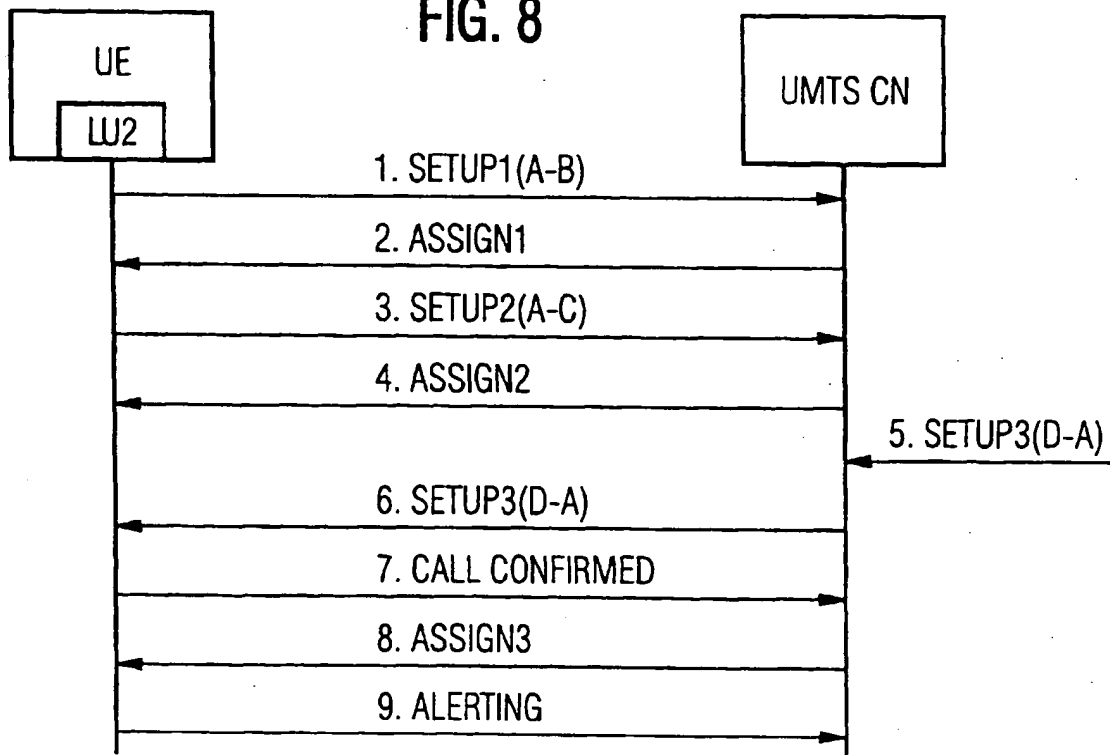 FIG. 8
UE
LU2
UMTS CN
1. SETUP1(A-B)
2. ASSIGN1
3. SETUP2(A-C)
4. ASSIGN2
5. SETUP3(D-A)
6. SETUP3(D-A)
7. CALL CONFIRMED
8. ASSIGN3
9. ALERTING